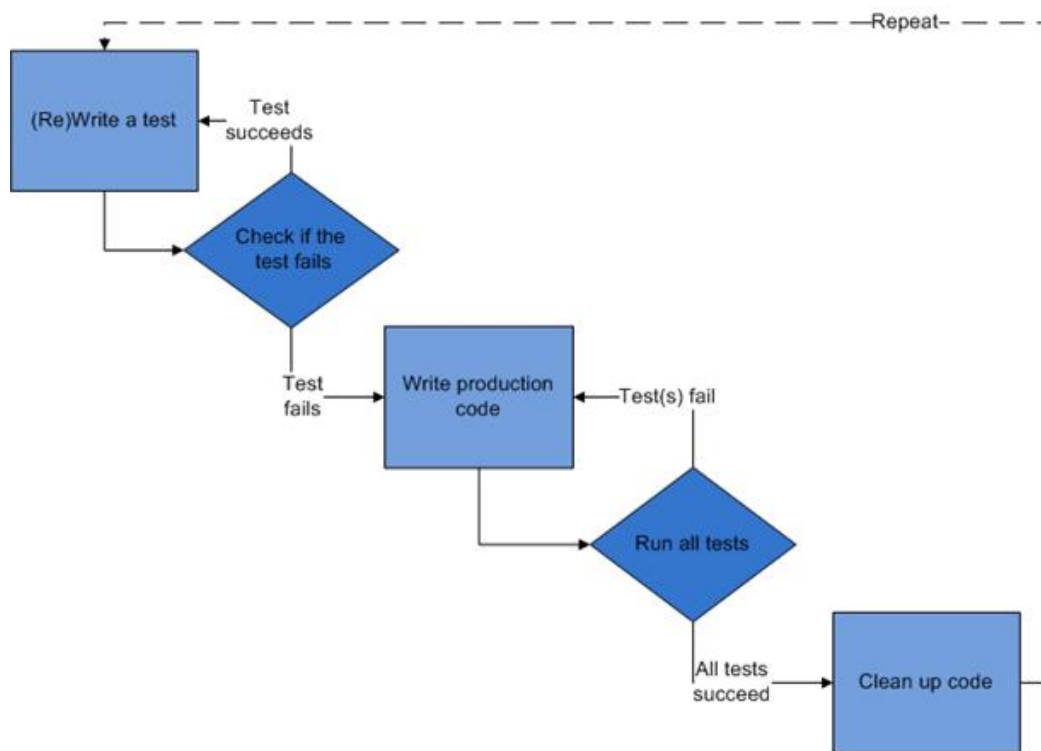 Repeat
(Re)Write a test
Test
succeeds
Check if the
test fails
Test
fails
Write production
code
Test(s) fail
Run all tests
All tests
succeed
Clean up code